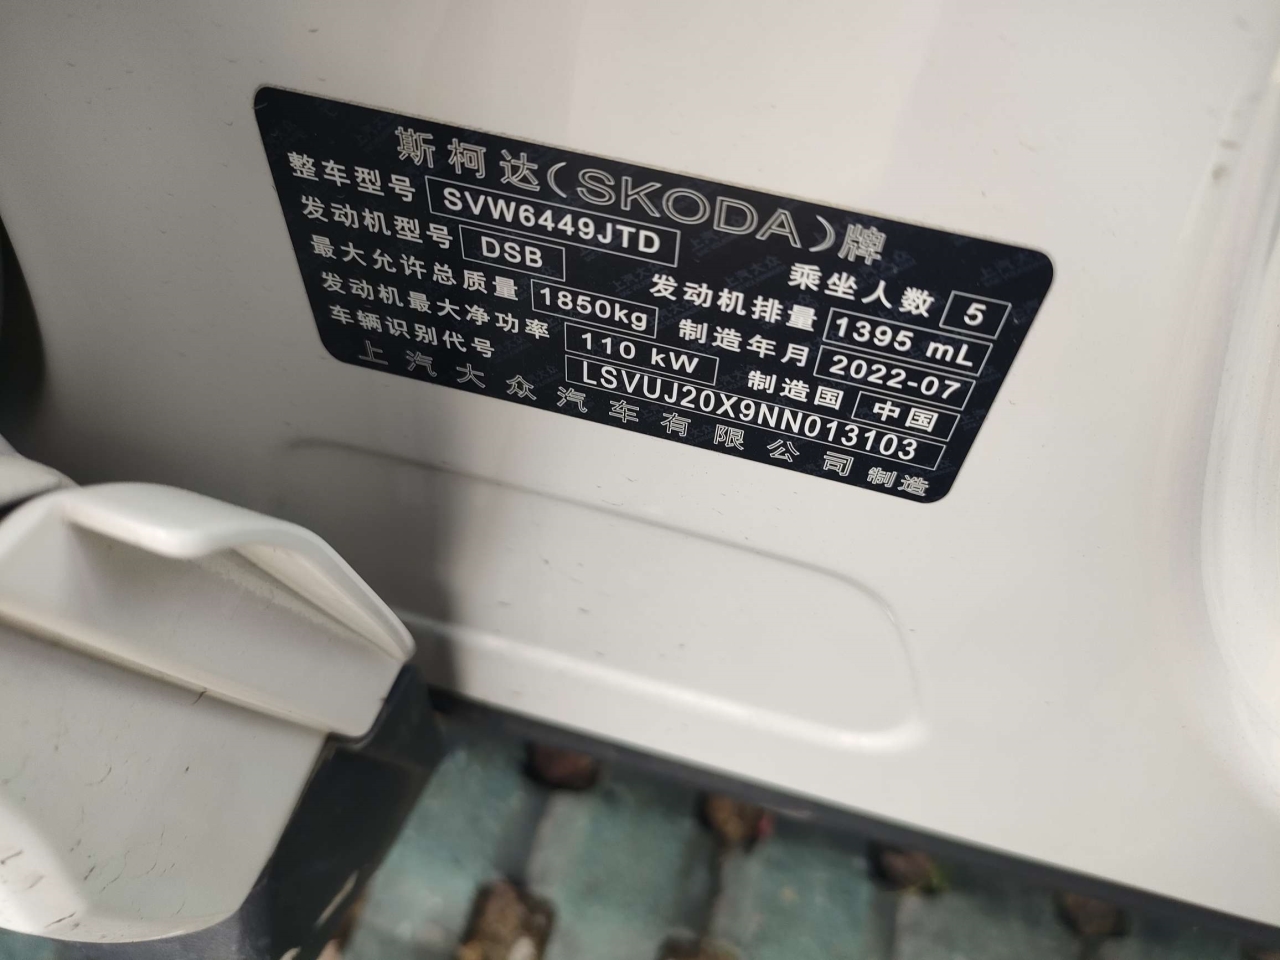 斯柯达(SKODA)牌
整车型号 SVW6449JTD 乘坐人数 5
发动机型号 DSB 发动机排量 1395 mL
最大允许总质量 1850kg 制造年月 2022-07
发动机最大净功率 110 kW 制造国 中国
车辆识别代号 LSVUJ20X9NN013103
上汽大众汽车有限公司 制造